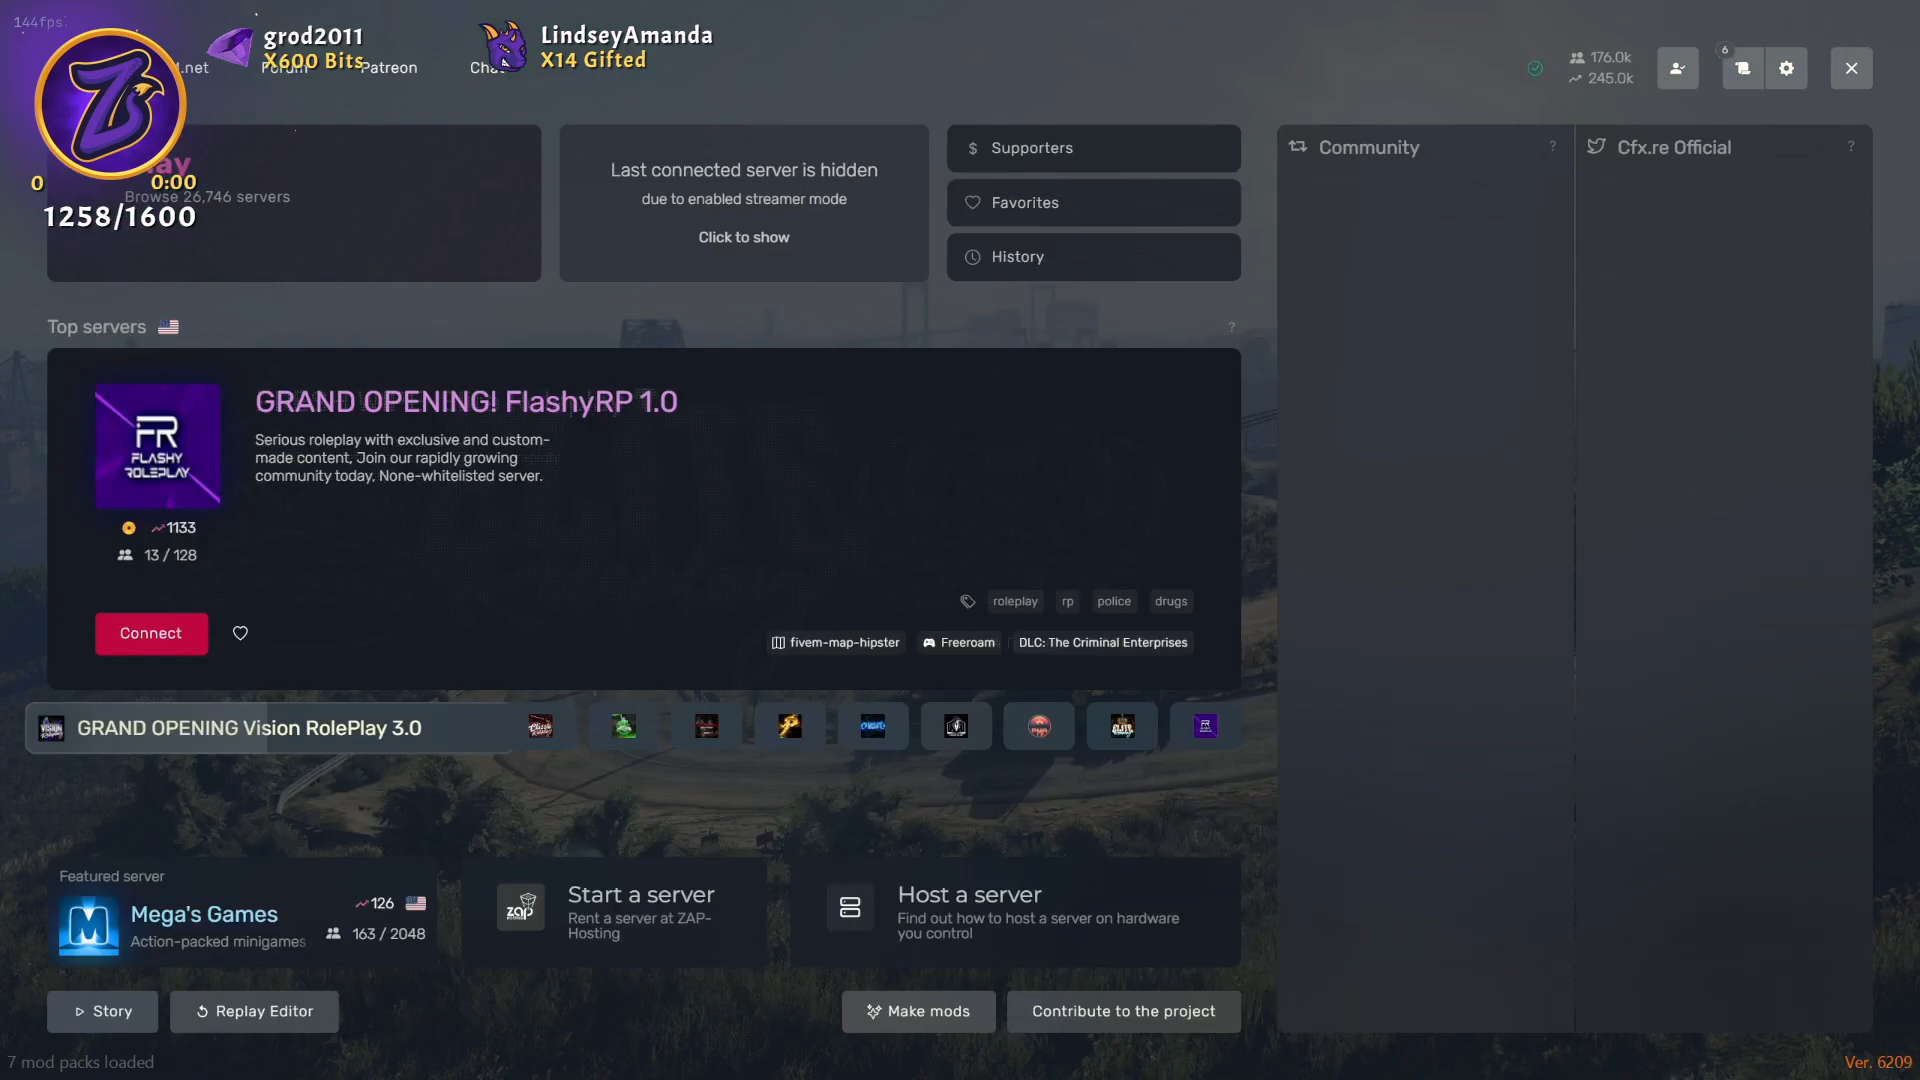 144fps
grod2011
X600 Bits
LindseyAmanda
X14 Gifted
.net
Forum
Patreon
176.0k
245.0k
6
0
0:00
1258/1600
Browse 26,746 servers
Last connected server is hidden
due to enabled streamer mode
Click to show
$ Supporters
Favorites
History
Community
?
Cfx.re Official
?
Top servers
?
GRAND OPENING! FlashyRP 1.0
Serious roleplay with exclusive and custom-
made content, Join our rapidly growing
community today, None-whitelisted server.
FR
FLASHY
ROLEPLAY
1133
13 / 128
roleplay
rp
police
drugs
Connect
fivem-map-hipster
Freeroam
DLC: The Criminal Enterprises
GRAND OPENING Vision RolePlay 3.0
Featured server
Mega's Games
Action-packed minigames
126
163 / 2048
zap
Start a server
Rent a server at ZAP-
Hosting
Host a server
Find out how to host a server on hardware
you control
Story
Replay Editor
Make mods
Contribute to the project
7 mod packs loaded
Ver. 6209